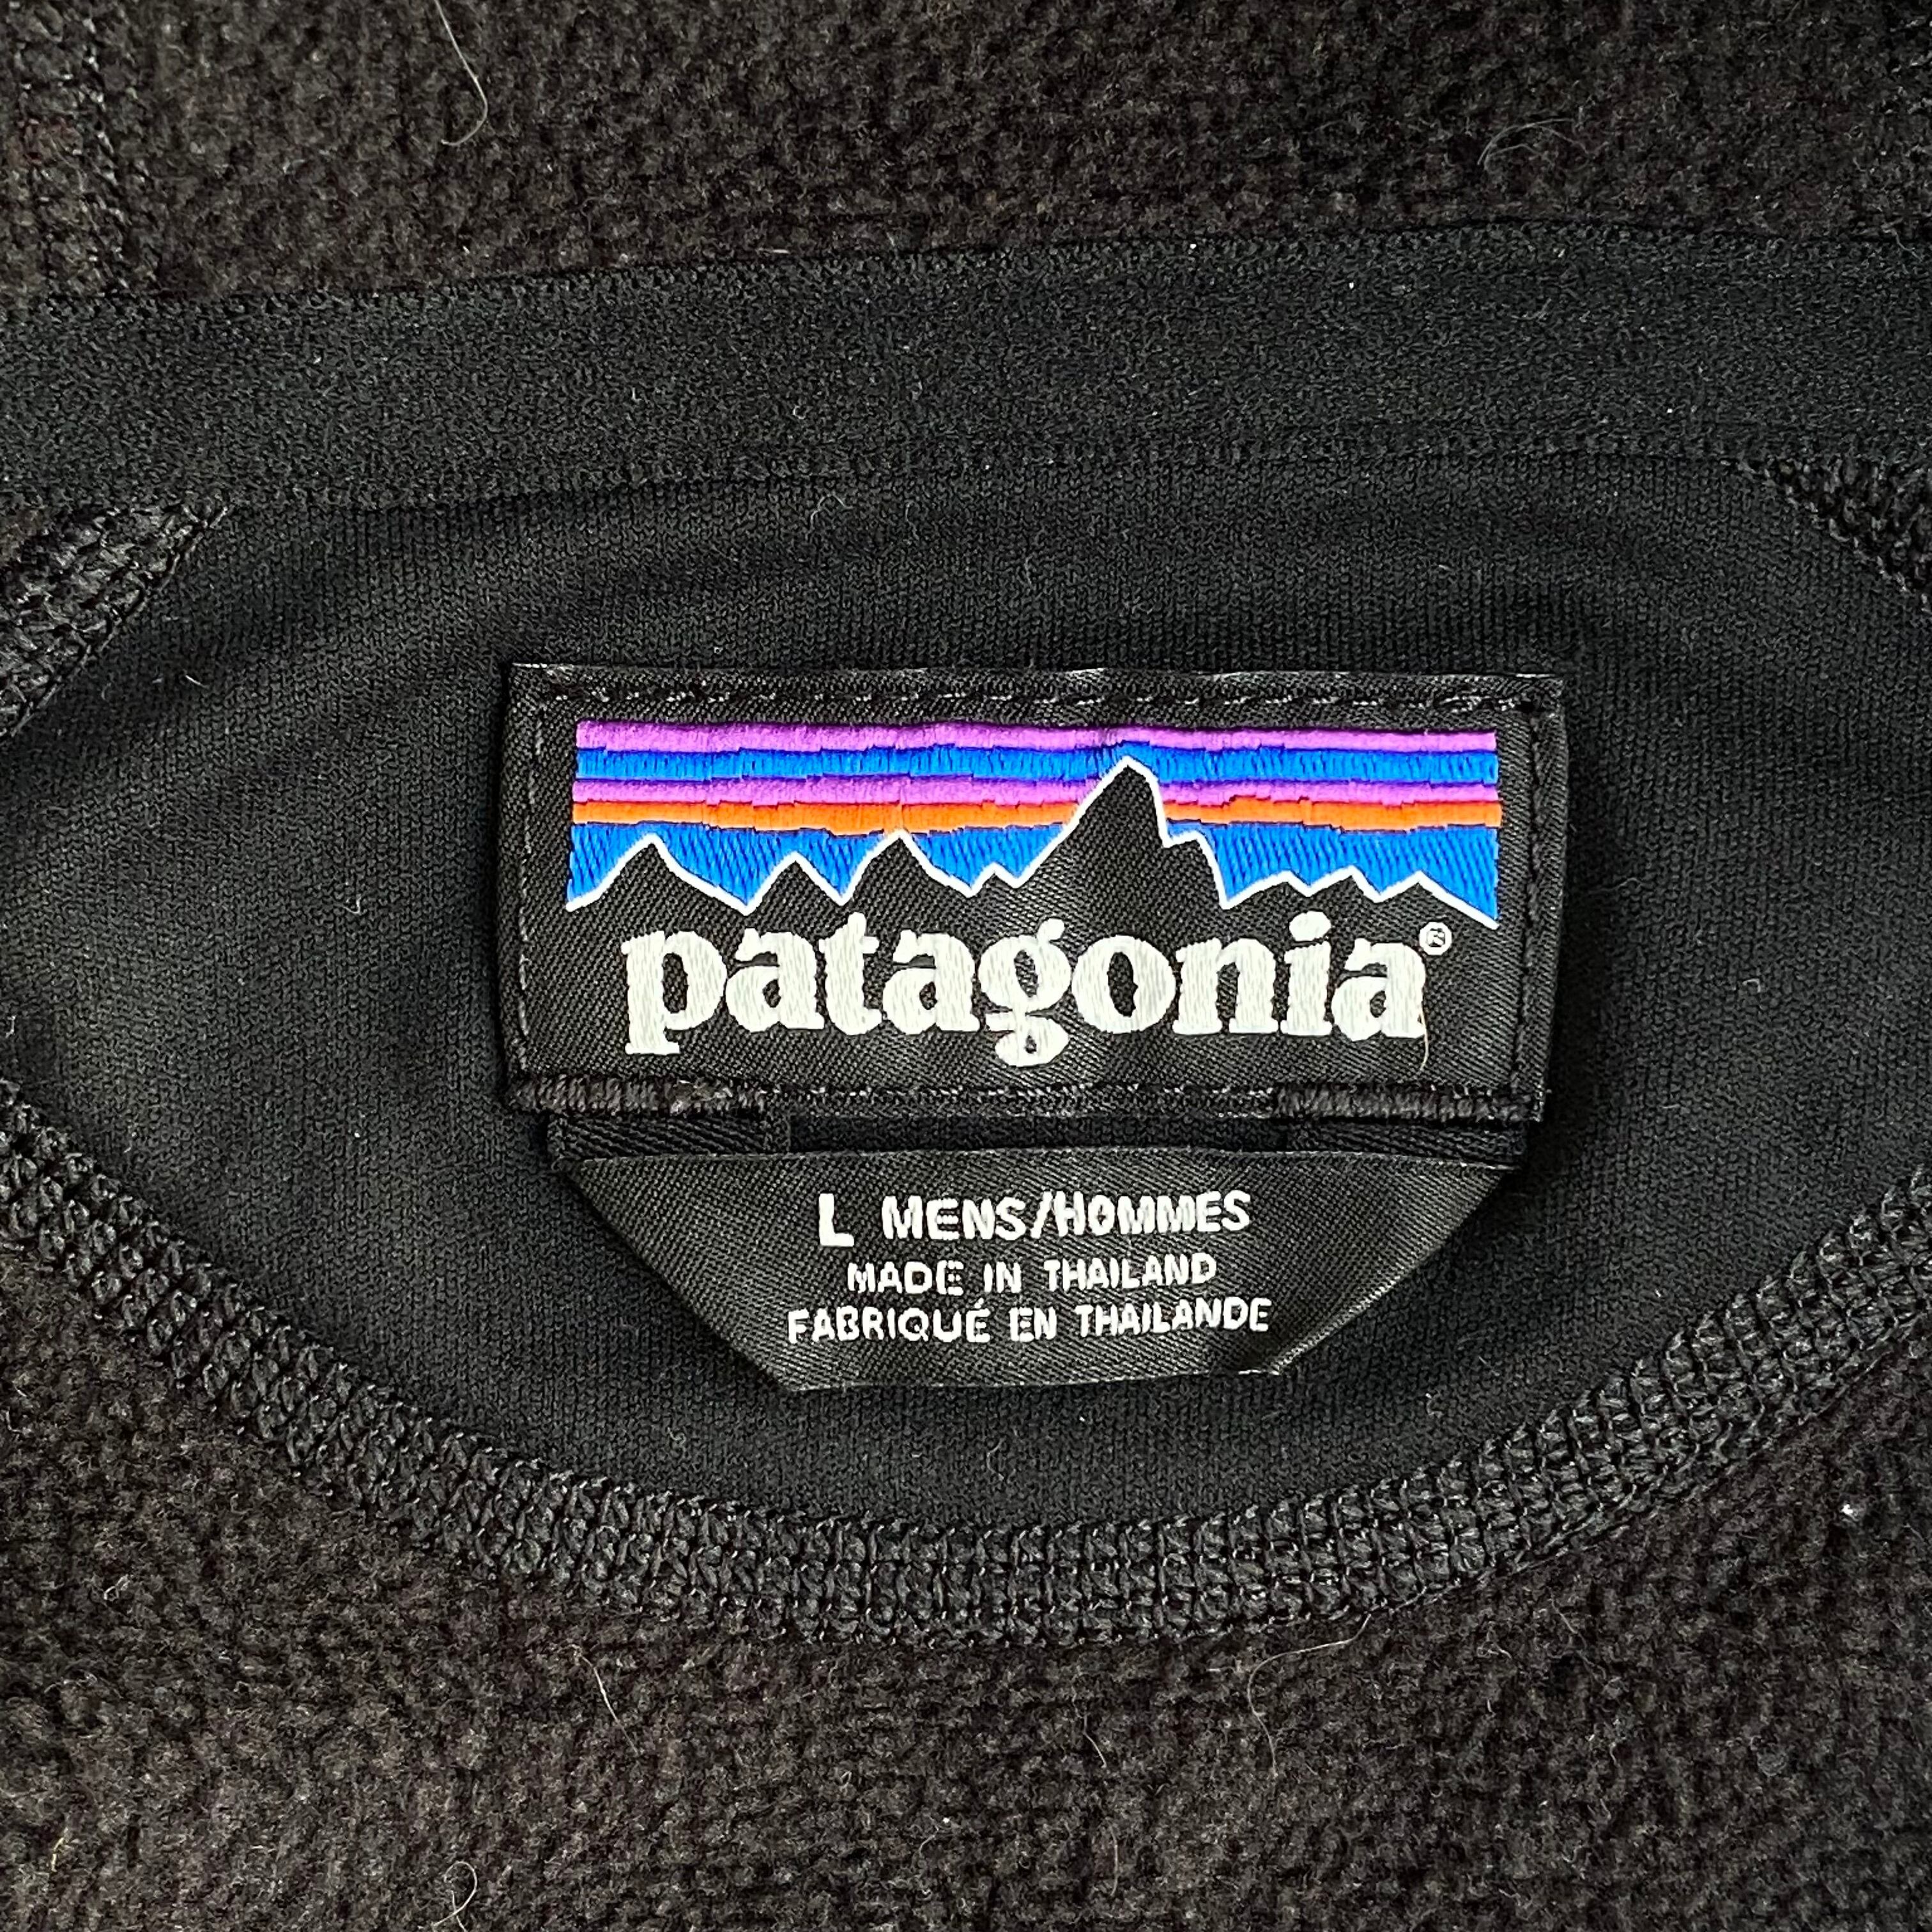 patagonia®
L MENS/HOMMES
MADE IN THAILAND
FABRIQUÉ EN THAILANDE